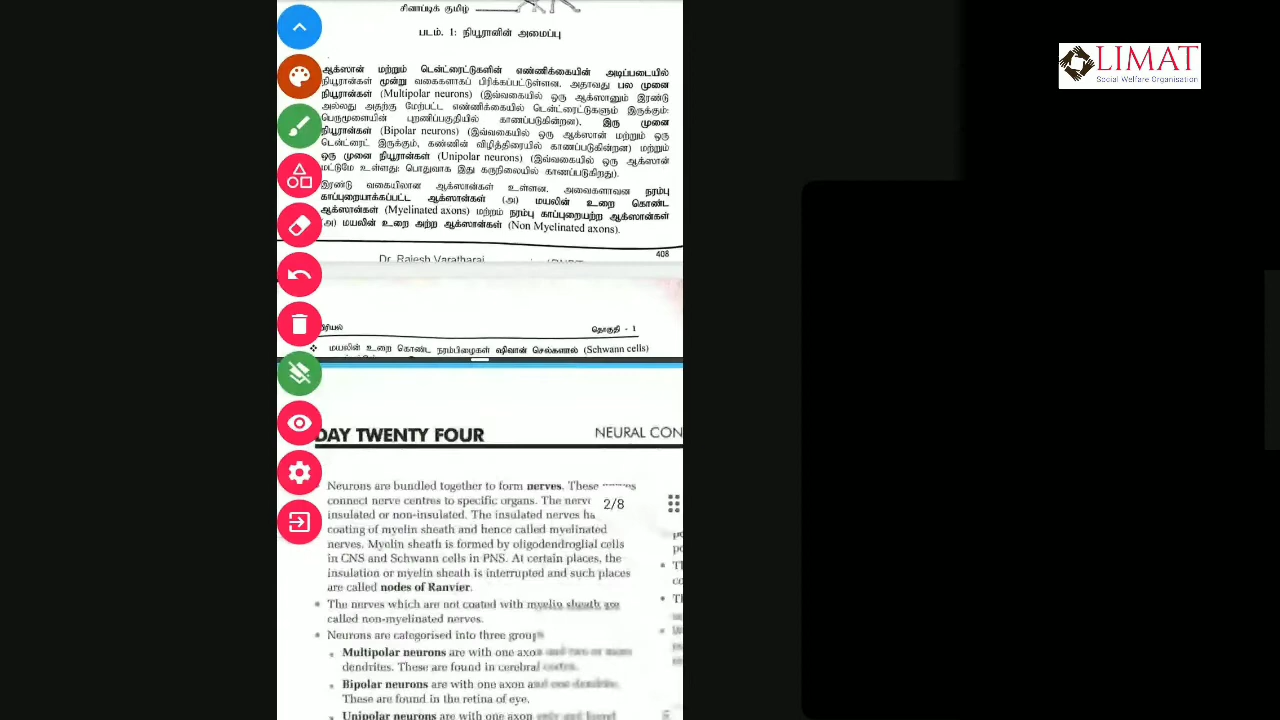 சினாப்டிக் குமிழ்
படம். 1: நியூரானின் அமைப்பு
ஆக்ஸான் மற்றும் டென்ட்ரைட்டுகளின் எண்ணிக்கையின் அடிப்படையில்
நியூரான்கள் மூன்று வகைகளாகப் பிரிக்கப்பட்டுள்ளன. அதாவது பல முனை
நியூரான்கள் (Multipolar neurons) (இவ்வகையில் ஒரு ஆக்ஸானும் இரண்டு
அல்லது அதற்கு மேற்பட்ட எண்ணிக்கையில் டென்ட்ரைட்டுகளும் இருக்கும்:
பெருமூளையின் புறணிப்பகுதியில் காணப்படுகின்றன), இரு முனை
நியூரான்கள் (Bipolar neurons) (இவ்வகையில் ஒரு ஆக்ஸான் மற்றும் ஒரு
டென்ட்ரைட் இருக்கும், கண்ணின் விழித்திரையில் காணப்படுகின்றன) மற்றும்
ஒரு முனை நியூரான்கள் (Unipolar neurons) (இவ்வகையில் ஒரு ஆக்ஸான்
மட்டுமே உள்ளது: பொதுவாக இது கருநிலையில் காணப்படுகிறது).
இரண்டு வகையிலான ஆக்ஸான்கள் உள்ளன. அவைகளாவன நரம்பு
காப்புறையாக்கப்பட்ட ஆக்ஸான்கள் (அ) மயலின் உறை கொண்ட
ஆக்ஸான்கள் (Myelinated axons) மற்றும் நரம்பு காப்புறையற்ற ஆக்ஸான்கள்
(அ) மயலின் உறை அற்ற ஆக்ஸான்கள் (Non Myelinated axons).
408
Dr. Rajesh Varatharaj
தொகுதி - 1
❖ மயலின் உறை கொண்ட நரம்பிழைகள் ஷிவான் செல்களால் (Schwann cells)
DAY TWENTY FOUR
NEURAL CON
Neurons are bundled together to form nerves. These
connect nerve centres to specific organs. The nerv
2/8
insulated or non-insulated. The insulated nerves ha
coating of myelin sheath and hence called myelinated
nerves. Myelin sheath is formed by oligodendroglial cells
in CNS and Schwann cells in PNS. At certain places, the
insulation or myelin sheath is interrupted and such places
are called nodes of Ranvier.
• The nerves which are not coated with myelin sheath are
called non-myelinated nerves.
• Neurons are categorised into three groups
• Multipolar neurons are with one axon and two or more
dendrites. These are found in cerebral cortex.
• Bipolar neurons are with one axon and one dendrite.
These are found in the retina of eye.
• Unipolar neurons are with one axon only and found
LIMAT
Social Welfare Organisation